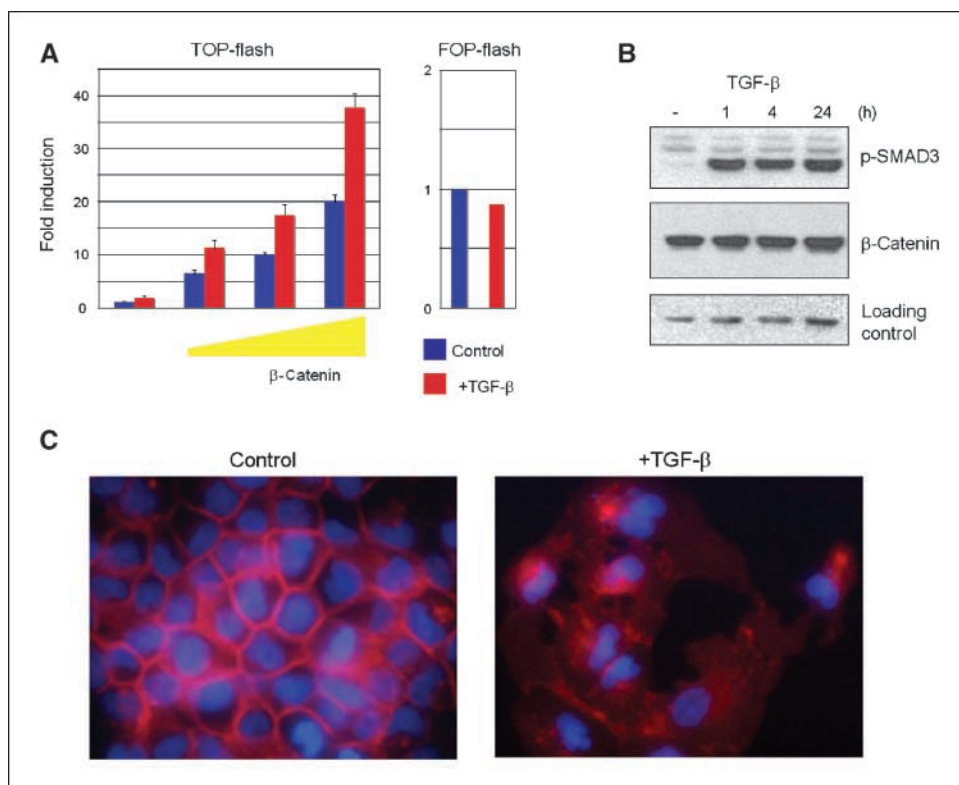 A
TOP-flash
FOP-flash
Fold induction
40
30
20
10
0
2
1
0
β-Catenin
Control
+TGF-β
B
TGF-β
- 1 4 24 (h)
p-SMAD3
β-Catenin
Loading
control
C
Control
+TGF-β